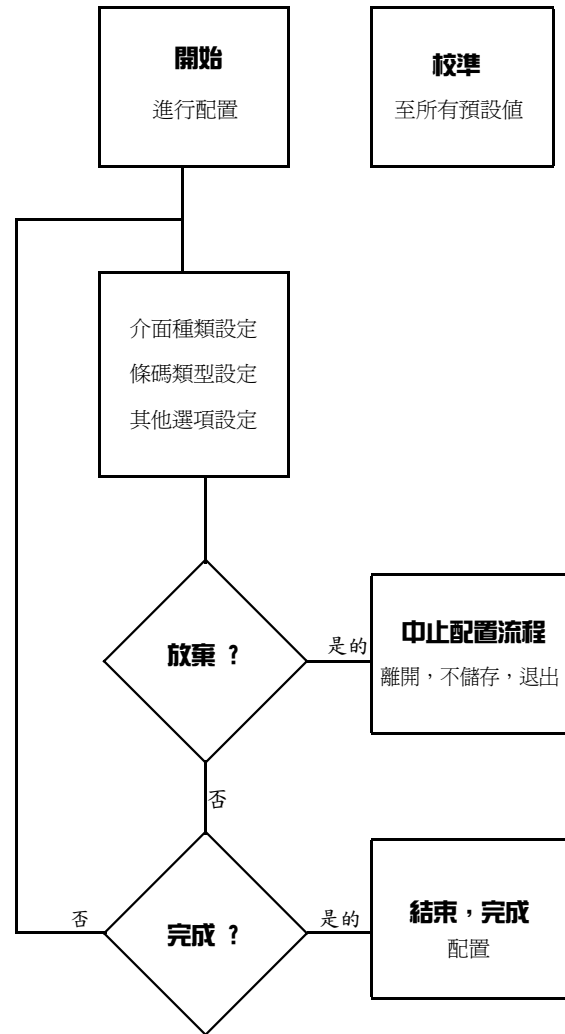 開始
進行配置
校準
至所有預設值
介面種類設定
條碼類型設定
其他選項設定
放棄 ?
是的
中止配置流程
離開，不儲存，退出
否
否
完成 ?
是的
結束，完成
配置